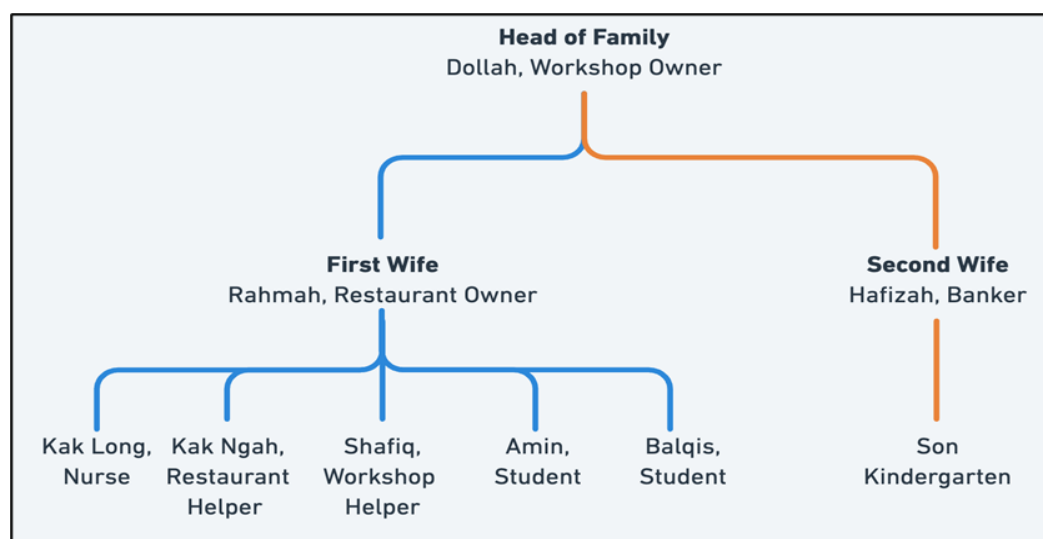 Head of Family
Dollah, Workshop Owner
First Wife
Rahmah, Restaurant Owner
Second Wife
Hafizah, Banker
Kak Long,
Nurse
Kak Ngah,
Restaurant
Helper
Shafiq,
Workshop
Helper
Amin,
Student
Balqis,
Student
Son
Kindergarten